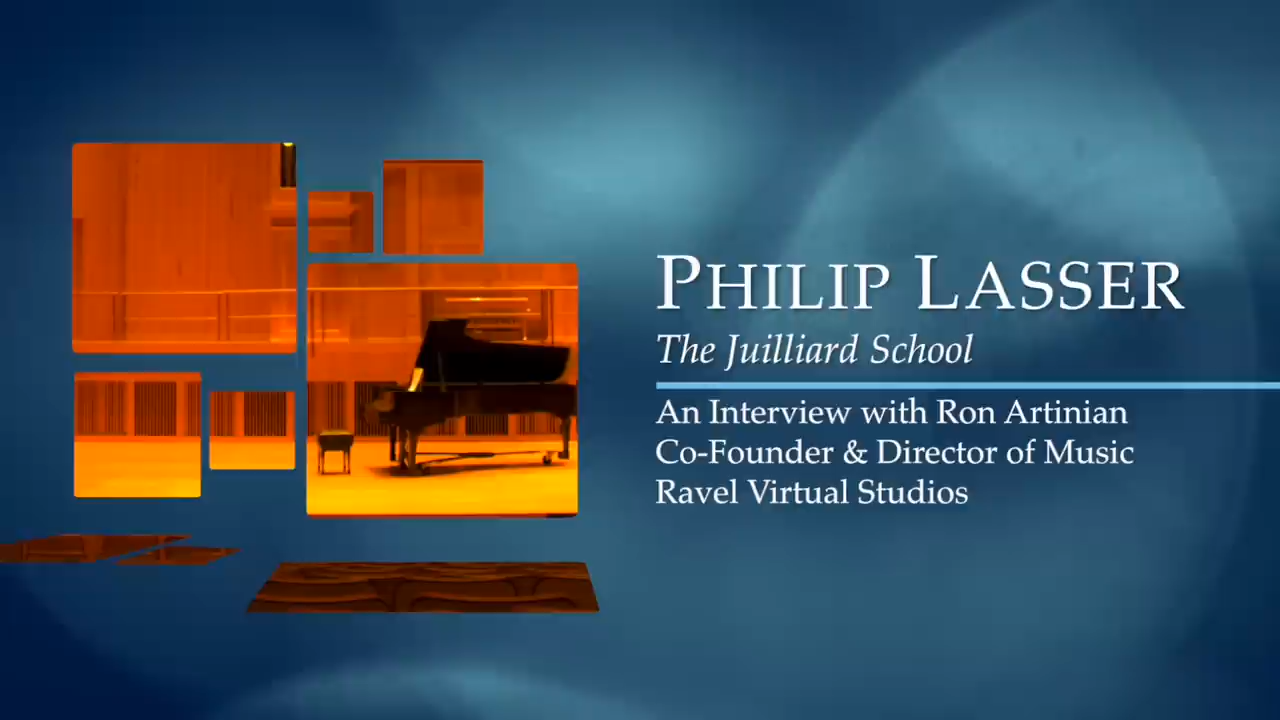 PHILIP LASSER
The Juilliard School
An Interview with Ron Artinian
Co-Founder & Director of Music
Ravel Virtual Studios